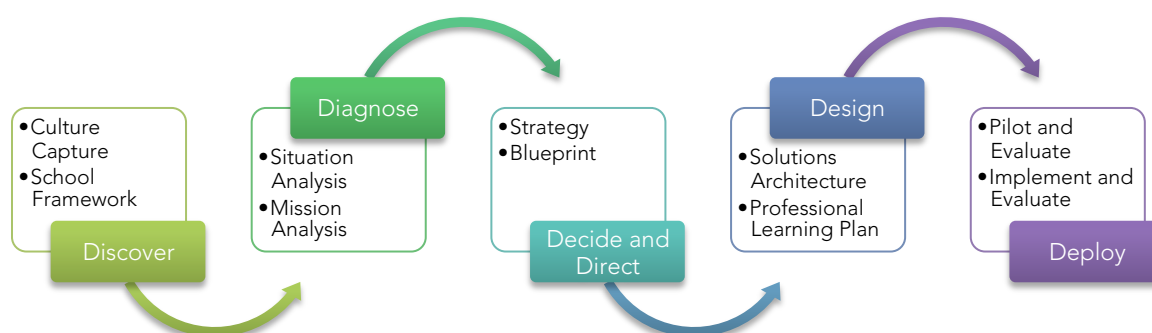 •Culture
Capture
•School
Framework
Discover
Diagnose
•Situation
Analysis
•Mission
Analysis
•Strategy
•Blueprint
Decide and
Direct
Design
•Solutions
Architecture
•Professional
Learning Plan
•Pilot and
Evaluate
•Implement and
Evaluate
Deploy